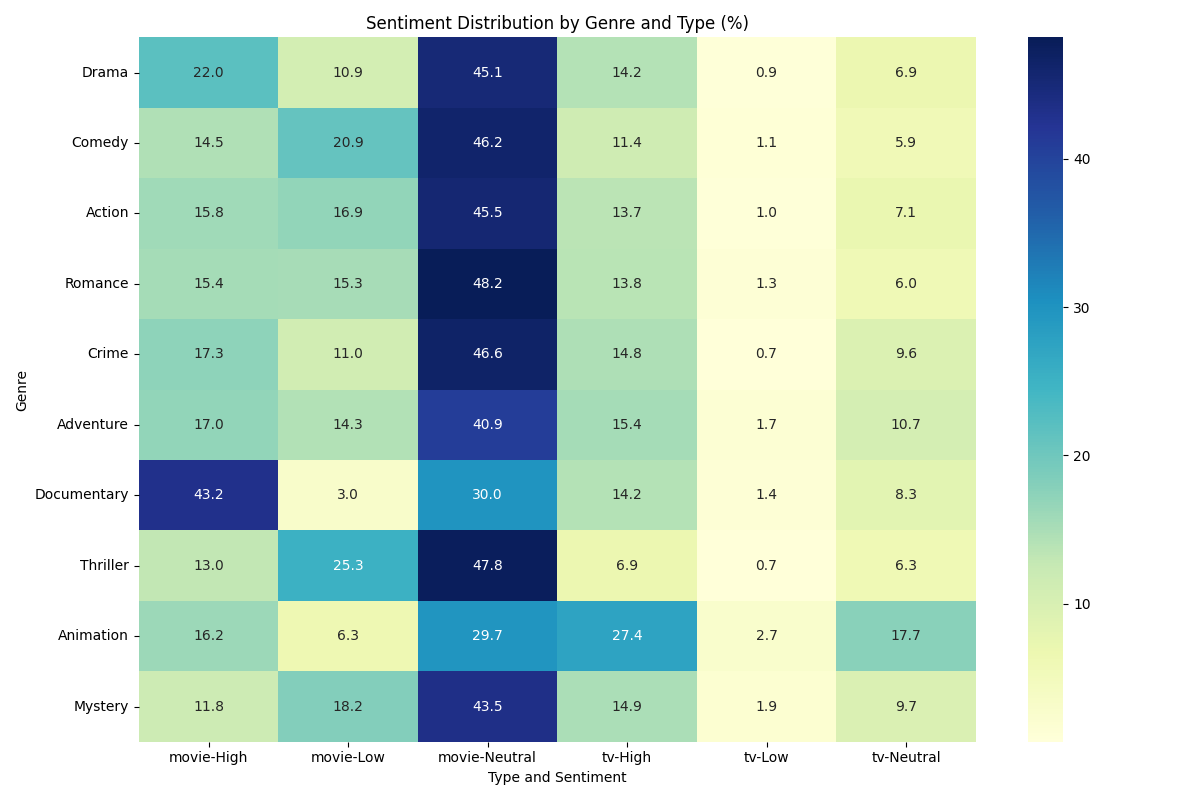 Sentiment Distribution by Genre and Type (%)
Genre
Drama 22.0 10.9 45.1 14.2 0.9 6.9
Comedy 14.5 20.9 46.2 11.4 1.1 5.9
Action 15.8 16.9 45.5 13.7 1.0 7.1
Romance 15.4 15.3 48.2 13.8 1.3 6.0
Crime 17.3 11.0 46.6 14.8 0.7 9.6
Adventure 17.0 14.3 40.9 15.4 1.7 10.7
Documentary 43.2 3.0 30.0 14.2 1.4 8.3
Thriller 13.0 25.3 47.8 6.9 0.7 6.3
Animation 16.2 6.3 29.7 27.4 2.7 17.7
Mystery 11.8 18.2 43.5 14.9 1.9 9.7
movie-High movie-Low movie-Neutral tv-High tv-Low tv-Neutral
Type and Sentiment
40
30
20
10